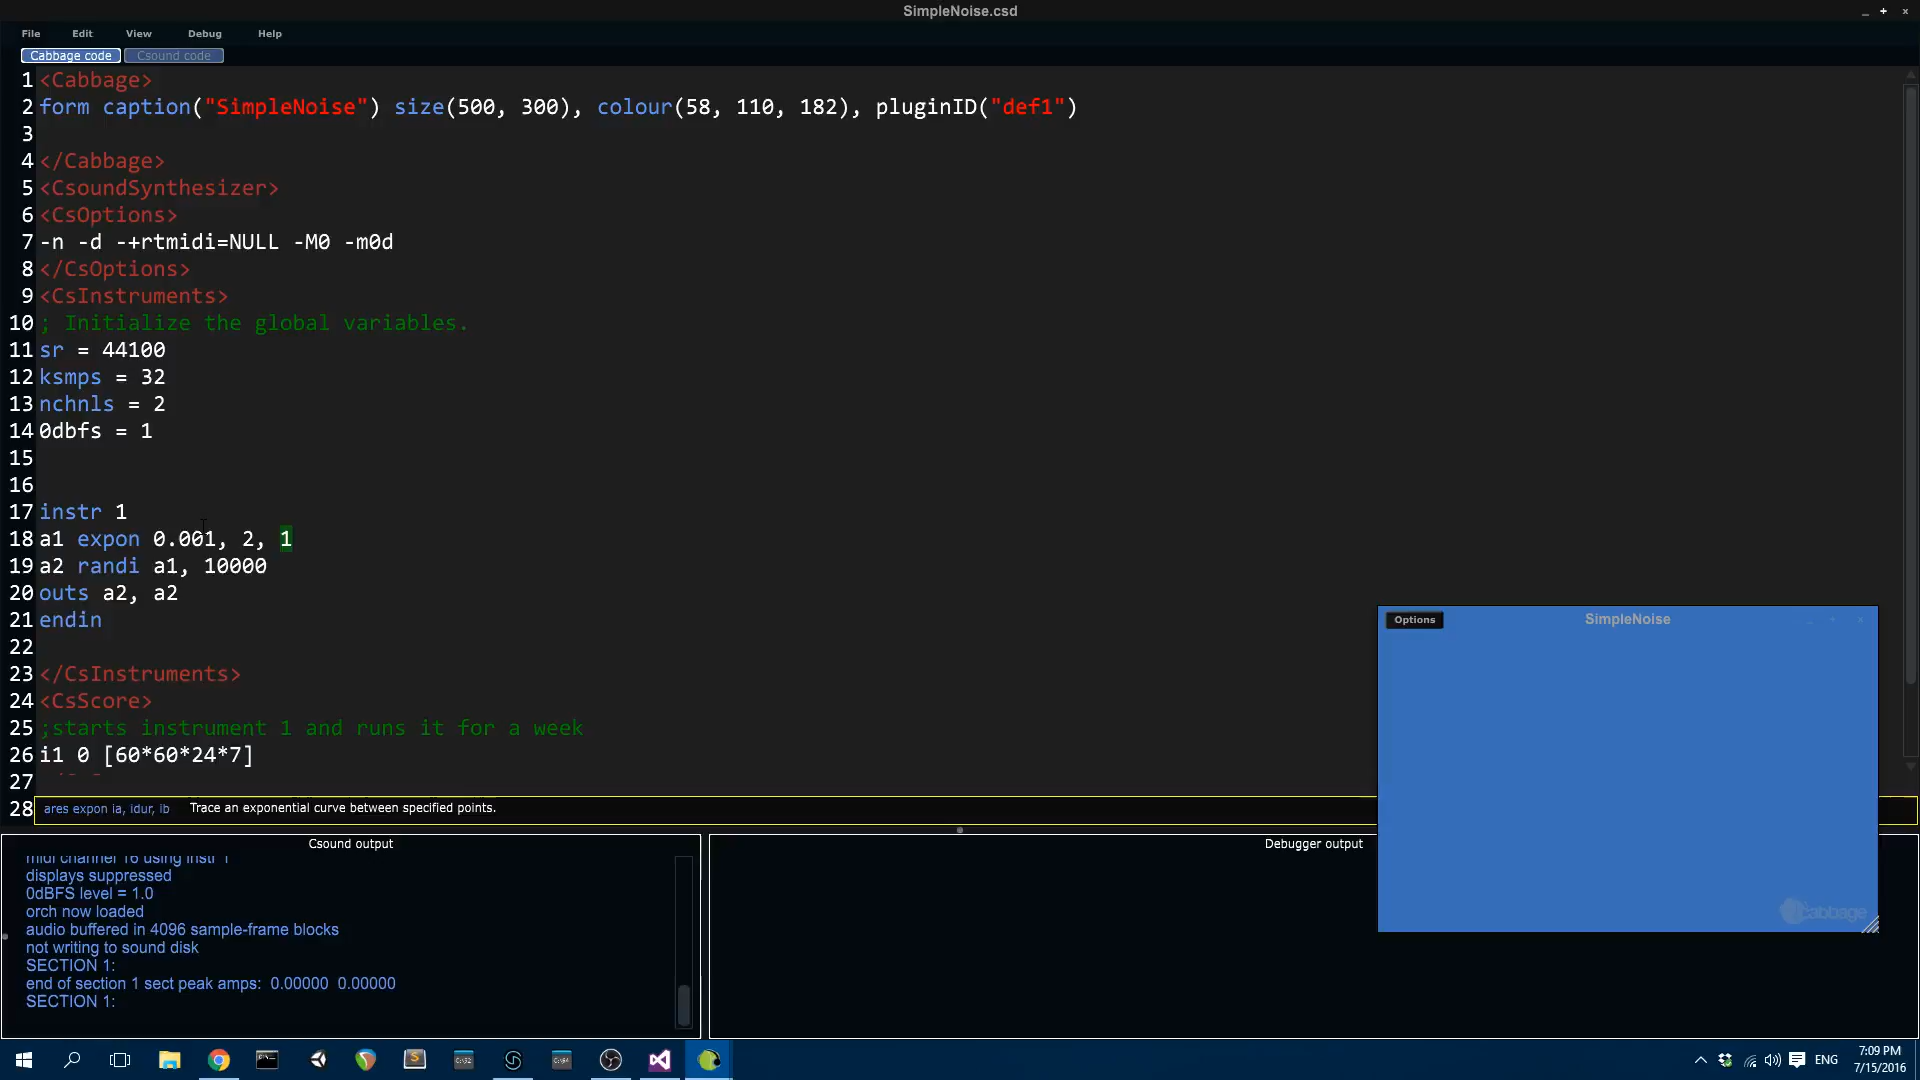 SimpleNoise.csd
File Edit View Debug Help
Cabbage code Csound code
1 <Cabbage>
2 form caption("SimpleNoise") size(500, 300), colour(58, 110, 182), pluginID("def1")
3
4 </Cabbage>
5 <CsoundSynthesizer>
6 <CsOptions>
7 -n -d -+rtmidi=NULL -M0 -m0d
8 </CsOptions>
9 <CsInstruments>
10 ; Initialize the global variables.
11 sr = 44100
12 ksmps = 32
13 nchnls = 2
14 0dbfs = 1
15
16
17 instr 1
18 a1 expon 0.001, 2, 1
19 a2 randi a1, 10000
20 outs a2, a2
21 endin
22
23 </CsInstruments>
24 <CsScore>
25 ;starts instrument 1 and runs it for a week
26 i1 0 [60*60*24*7]
27
28 ares expon ia, idur, ib Trace an exponential curve between specified points.
Options SimpleNoise
cabbage
Csound output
midi channel 16 using instr 1
displays suppressed
0dBFS level = 1.0
orch now loaded
audio buffered in 4096 sample-frame blocks
not writing to sound disk
SECTION 1:
end of section 1 sect peak amps: 0.00000 0.00000
SECTION 1:
Debugger output
ENG
7:09 PM
7/15/2016